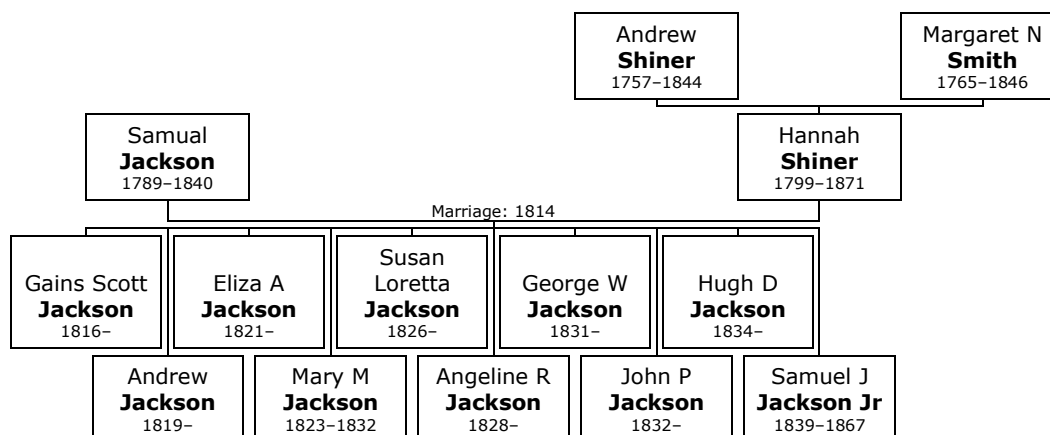 Andrew
Shiner
1757–1844
Margaret N
Smith
1765–1846
Samual
Jackson
1789–1840
Hannah
Shiner
1799–1871
Marriage: 1814
Gains Scott
Jackson
1816–
Eliza A
Jackson
1821–
Susan
Loretta
Jackson
1826–
George W
Jackson
1831–
Hugh D
Jackson
1834–
Andrew
Jackson
1819–
Mary M
Jackson
1823–1832
Angeline R
Jackson
1828–
John P
Jackson
1832–
Samuel J
Jackson Jr
1839–1867